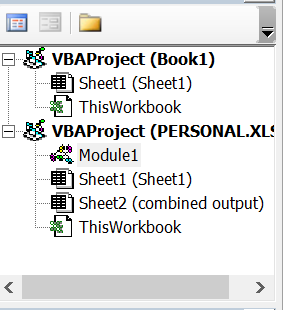 VBAProject (Book1)
Sheet1 (Sheet1)
ThisWorkbook
VBAProject (PERSONAL.XLS
Module1
Sheet1 (Sheet1)
Sheet2 (combined output)
ThisWorkbook